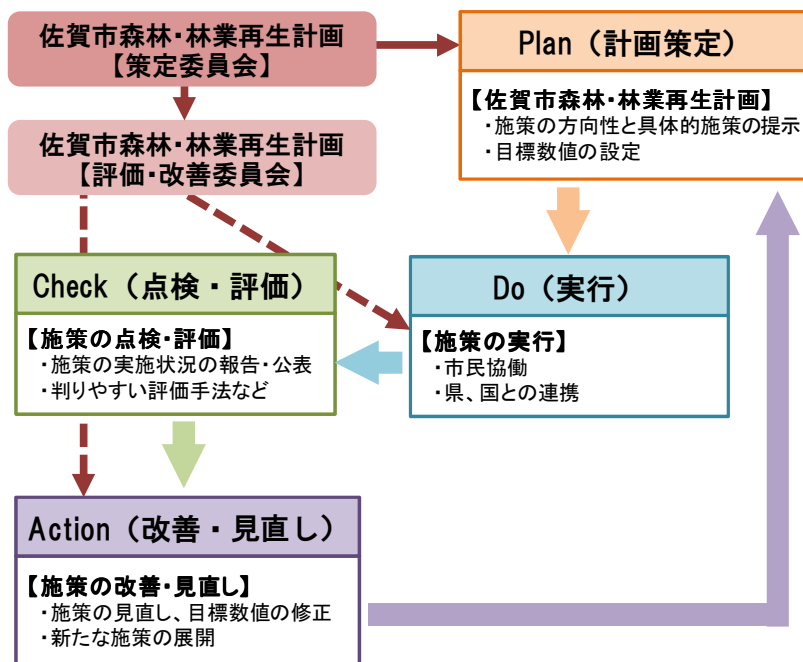 佐賀市森林・林業再生計画
【策定委員会】
佐賀市森林・林業再生計画
【評価・改善委員会】
Plan（計画策定）
【佐賀市森林・林業再生計画】
・施策の方向性と具体的施策の提示
・目標数値の設定
Check（点検・評価）
【施策の点検・評価】
・施策の実施状況の報告・公表
・判りやすい評価手法など
Do（実行）
【施策の実行】
・市民協働
・県、国との連携
Action（改善・見直し）
【施策の改善・見直し】
・施策の見直し、目標数値の修正
・新たな施策の展開